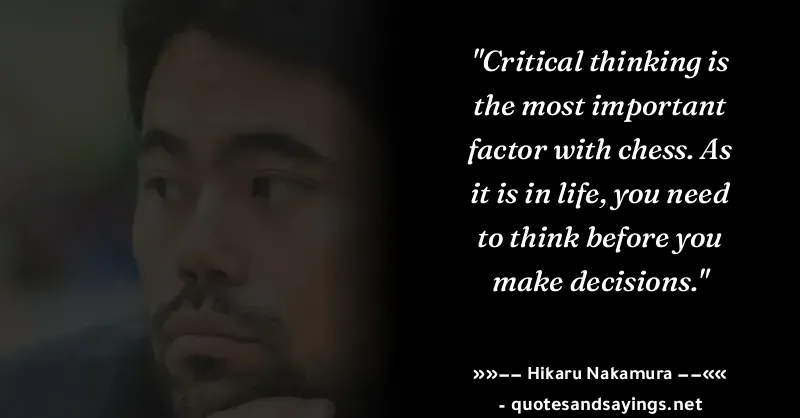 "Critical thinking is
the most important
factor with chess. As
it is in life, you need
to think before you
make decisions."
»»−− Hikaru Nakamura −−««
- quotesandsayings.net